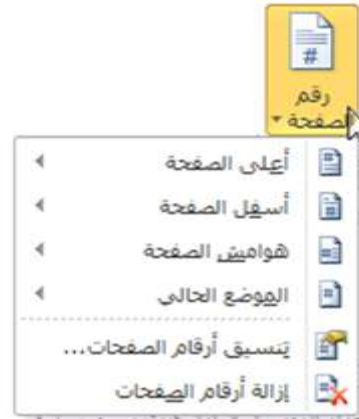 رقم
الصفحة
أعلى الصفحة
أسفل الصفحة
هوامش الصفحة
الموضع الحالي
تنسيق أرقام الصفحات...
إزالة أرقام الصفحات